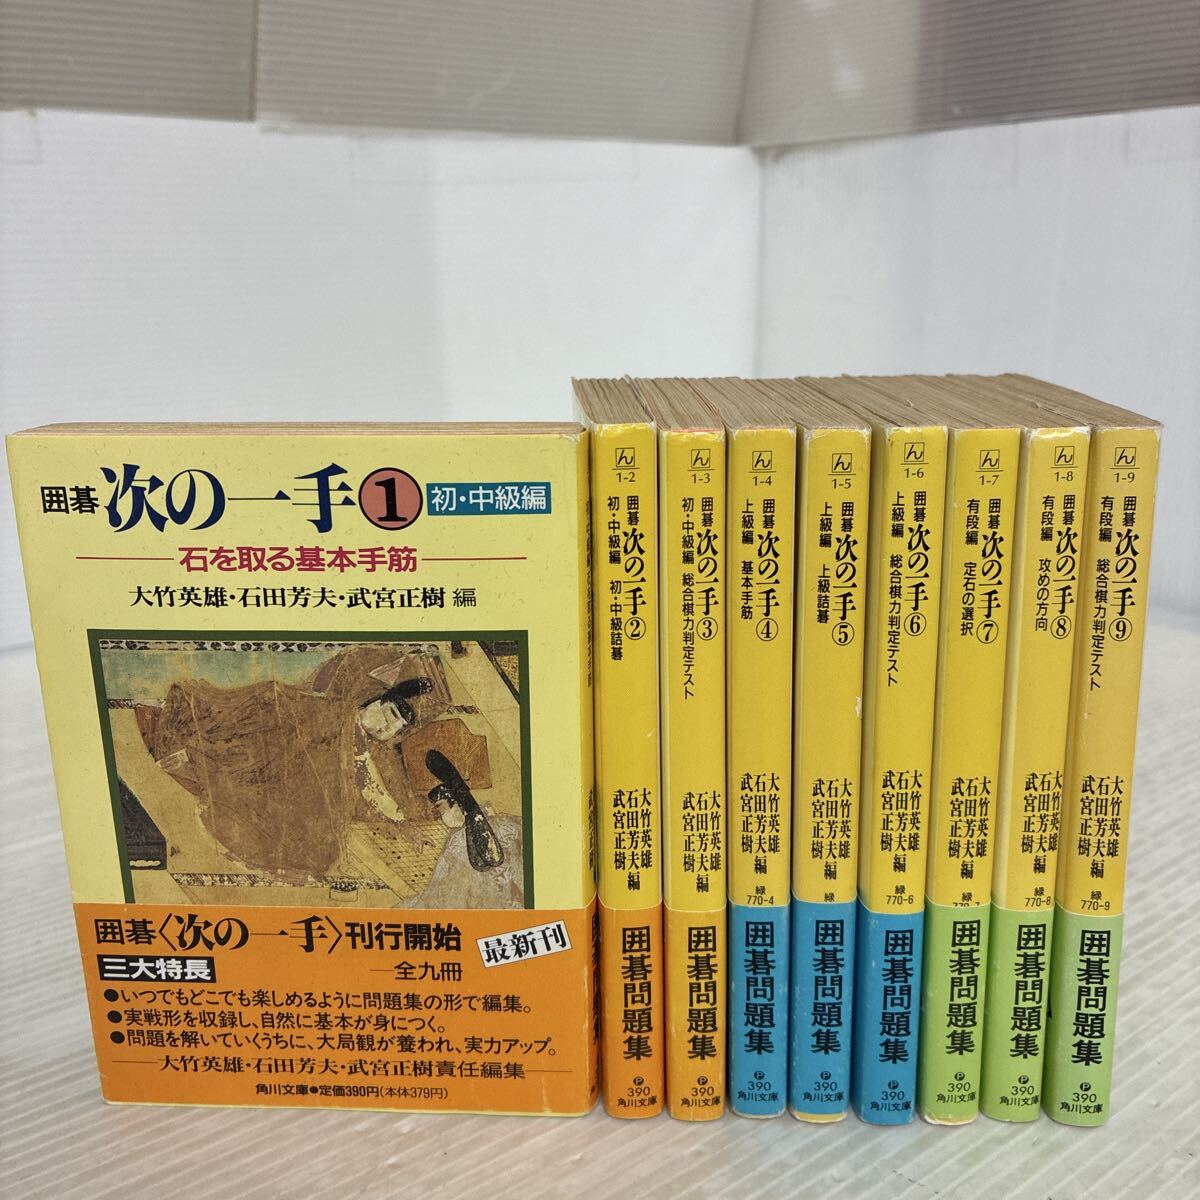 囲碁 次の一手 1 初・中級編
石を取る基本手筋
大竹英雄・石田芳夫・武宮正樹 編
囲碁〈次の一手〉刊行開始
―全九冊
最新刊
三大特長
●いつでもどこでも楽しめるように問題集の形で編集。
●実戦形を収録し、自然に基本が身につく。
●問題を解いていくうちに、大局観が養われ、実力アップ。
――大竹英雄・石田芳夫・武宮正樹責任編集――
角川文庫●定価390円(本体379円)
ん
1-2
囲碁 次の一手②
初・中級編 初・中級詰碁
大竹英雄
石田芳夫 編
武宮正樹
囲碁問題集
P
390
角川文庫
ん
1-3
囲碁 次の一手③
初・中級編 総合棋力判定テスト
大竹英雄
石田芳夫 編
武宮正樹
囲碁問題集
P
390
角川文庫
ん
1-4
囲碁 次の一手④
上級編 基本手筋
大竹英雄
石田芳夫 編
武宮正樹
緑
770-4
囲碁問題集
P
390
角川文庫
ん
1-5
囲碁 次の一手⑤
上級編 上級詰碁
大竹英雄
石田芳夫 編
武宮正樹
緑
囲碁問題集
P
390
角川文庫
ん
1-6
囲碁 次の一手⑥
上級編 総合棋力判定テスト
大竹英雄
石田芳夫 編
武宮正樹
緑
770-6
囲碁問題集
P
390
角川文庫
ん
1-7
囲碁 次の一手⑦
有段編 定石の選択
大竹英雄
石田芳夫 編
武宮正樹
緑
770-7
囲碁問題集
P
390
角川文庫
ん
1-8
囲碁 次の一手⑧
有段編 攻めの方向
大竹英雄
石田芳夫 編
武宮正樹
緑
770-8
囲碁問題集
P
390
角川文庫
ん
1-9
囲碁 次の一手⑨
有段編 総合棋力判定テスト
大竹英雄
石田芳夫 編
武宮正樹
緑
770-9
囲碁問題集
P
390
角川文庫